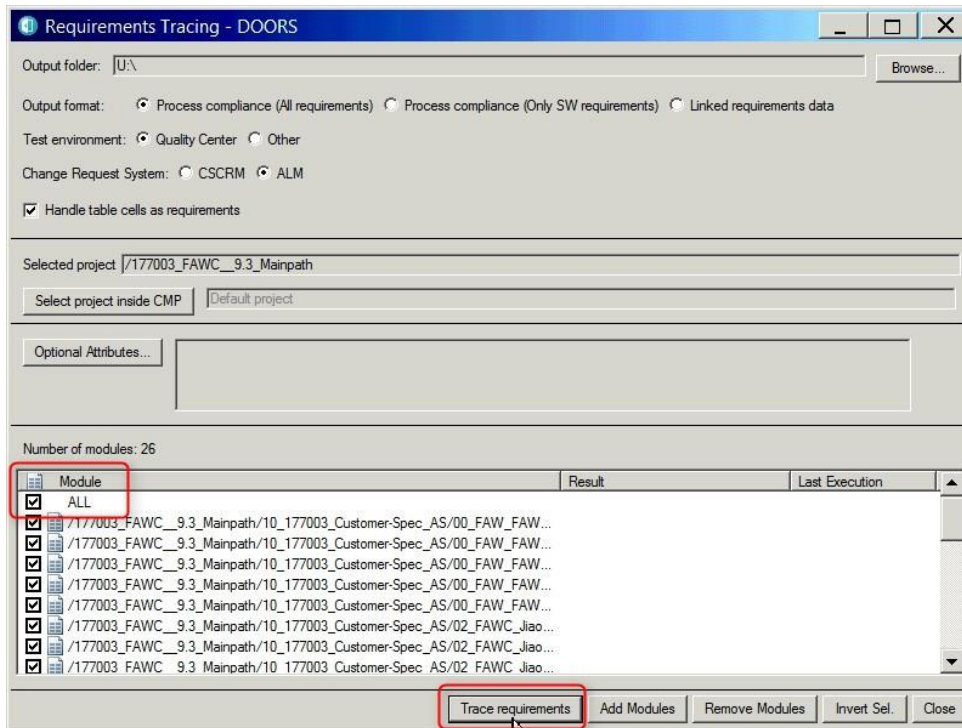 Requirements Tracing - DOORS
Output folder: U:\ Browse...
Output format: Process compliance (All requirements) Process compliance (Only SW requirements) Linked requirements data
Test environment: Quality Center Other
Change Request System: CSCRM ALM
Handle table cells as requirements
Selected project /177003_FAWC__9.3_Mainpath
Select project inside CMP Default project
Optional Attributes...
Number of modules: 26
Module Result Last Execution
ALL
/177003_FAWC__9.3_Mainpath/10_177003_Customer-Spec_AS/00_FAW_FAW...
/177003_FAWC__9.3_Mainpath/10_177003_Customer-Spec_AS/00_FAW_FAW...
/177003_FAWC__9.3_Mainpath/10_177003_Customer-Spec_AS/00_FAW_FAW...
/177003_FAWC__9.3_Mainpath/10_177003_Customer-Spec_AS/00_FAW_FAW...
/177003_FAWC__9.3_Mainpath/10_177003_Customer-Spec_AS/00_FAW_FAW...
/177003_FAWC__9.3_Mainpath/10_177003_Customer-Spec_AS/02_FAWC_Jiao...
/177003_FAWC__9.3_Mainpath/10_177003_Customer-Spec_AS/02_FAWC_Jiao...
/177003_FAWC__9.3_Mainpath/10_177003_Customer-Spec_AS/02_FAWC_Jiao...
Trace requirements Add Modules Remove Modules Invert Sel. Close